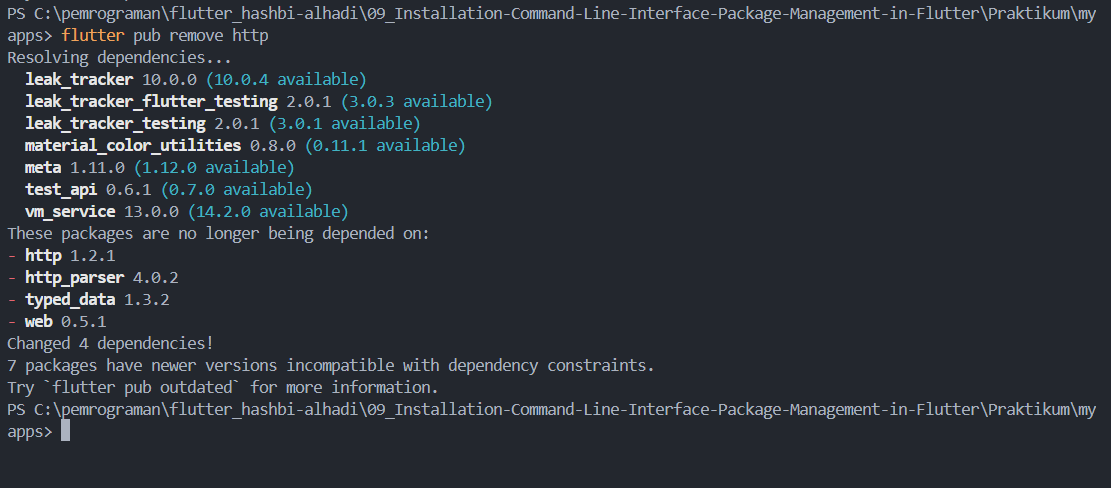 PS C:\pemrograman\flutter_hashbi-alhadi\09_Installation-Command-Line-Interface-Package-Management-in-Flutter\Praktikum\my
apps> flutter pub remove http
Resolving dependencies...
  leak_tracker 10.0.0 (10.0.4 available)
  leak_tracker_flutter_testing 2.0.1 (3.0.3 available)
  leak_tracker_testing 2.0.1 (3.0.1 available)
  material_color_utilities 0.8.0 (0.11.1 available)
  meta 1.11.0 (1.12.0 available)
  test_api 0.6.1 (0.7.0 available)
  vm_service 13.0.0 (14.2.0 available)
These packages are no longer being depended on:
- http 1.2.1
- http_parser 4.0.2
- typed_data 1.3.2
- web 0.5.1
Changed 4 dependencies!
7 packages have newer versions incompatible with dependency constraints.
Try `flutter pub outdated` for more information.
PS C:\pemrograman\flutter_hashbi-alhadi\09_Installation-Command-Line-Interface-Package-Management-in-Flutter\Praktikum\my
apps>